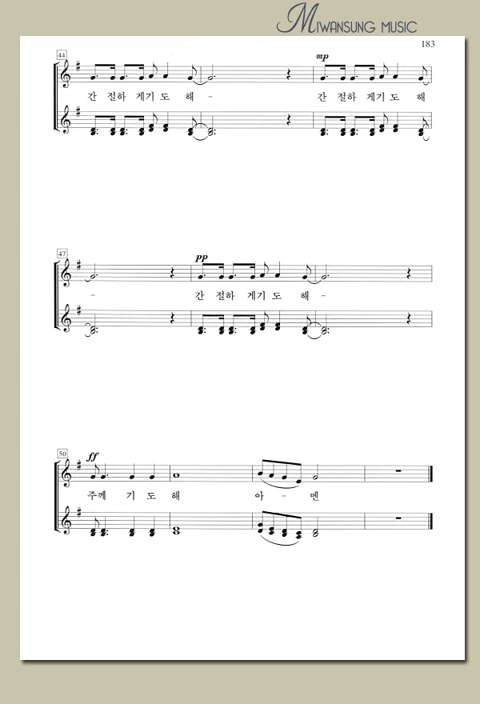 MIWANSUNG MUSIC
183
44
mp
간 절하 게기 도 해 - 간 절하 게기 도 해
47
pp
- 간 절하 게기 도 해 -
50
ff
주께 기 도 해 아 - 멘